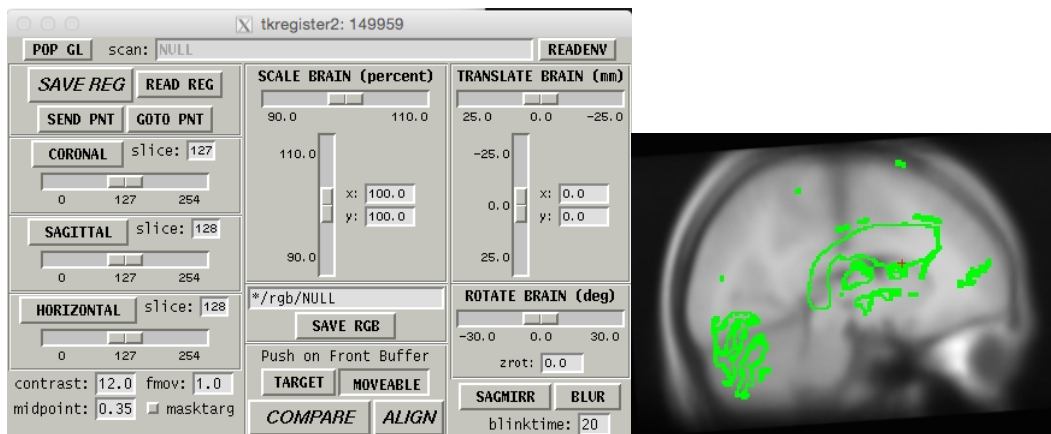 tkregister2: 149959
POP GL scan: NULL READENV
SAVE REG READ REG
SEND PNT GOTO PNT
CORONAL slice: 127
0 127 254
SAGITTAL slice: 128
0 127 254
HORIZONTAL slice: 128
0 127 254
contrast: 12.0 fmov: 1.0
midpoint: 0.35 masktarg
SCALE BRAIN (percent)
90.0 110.0
110.0
x: 100.0
y: 100.0
90.0
*/rgb/NULL
SAVE RGB
Push on Front Buffer
TARGET MOVEABLE
COMPARE ALIGN
TRANSLATE BRAIN (mm)
25.0 0.0 -25.0
-25.0
x: 0.0
0.0
y: 0.0
25.0
ROTATE BRAIN (deg)
-30.0 0.0 30.0
zrot: 0.0
SAGMIRR BLUR
blinktime: 20